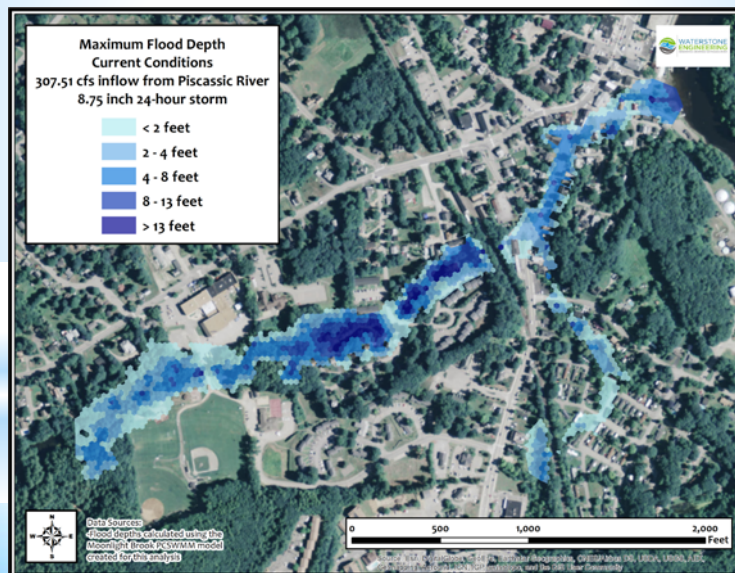 Maximum Flood Depth
Current Conditions
307.51 cfs inflow from Piscassic River
8.75 inch 24-hour storm
< 2 feet
2 - 4 feet
4 - 8 feet
8 - 13 feet
> 13 feet
WATERSTONE
ENGINEERING
N
W E
S
Data Sources:
-Flood depths calculated using the
Moonlight Brook PCSWMM model
created for this analysis
0 500 1,000 2,000
Feet